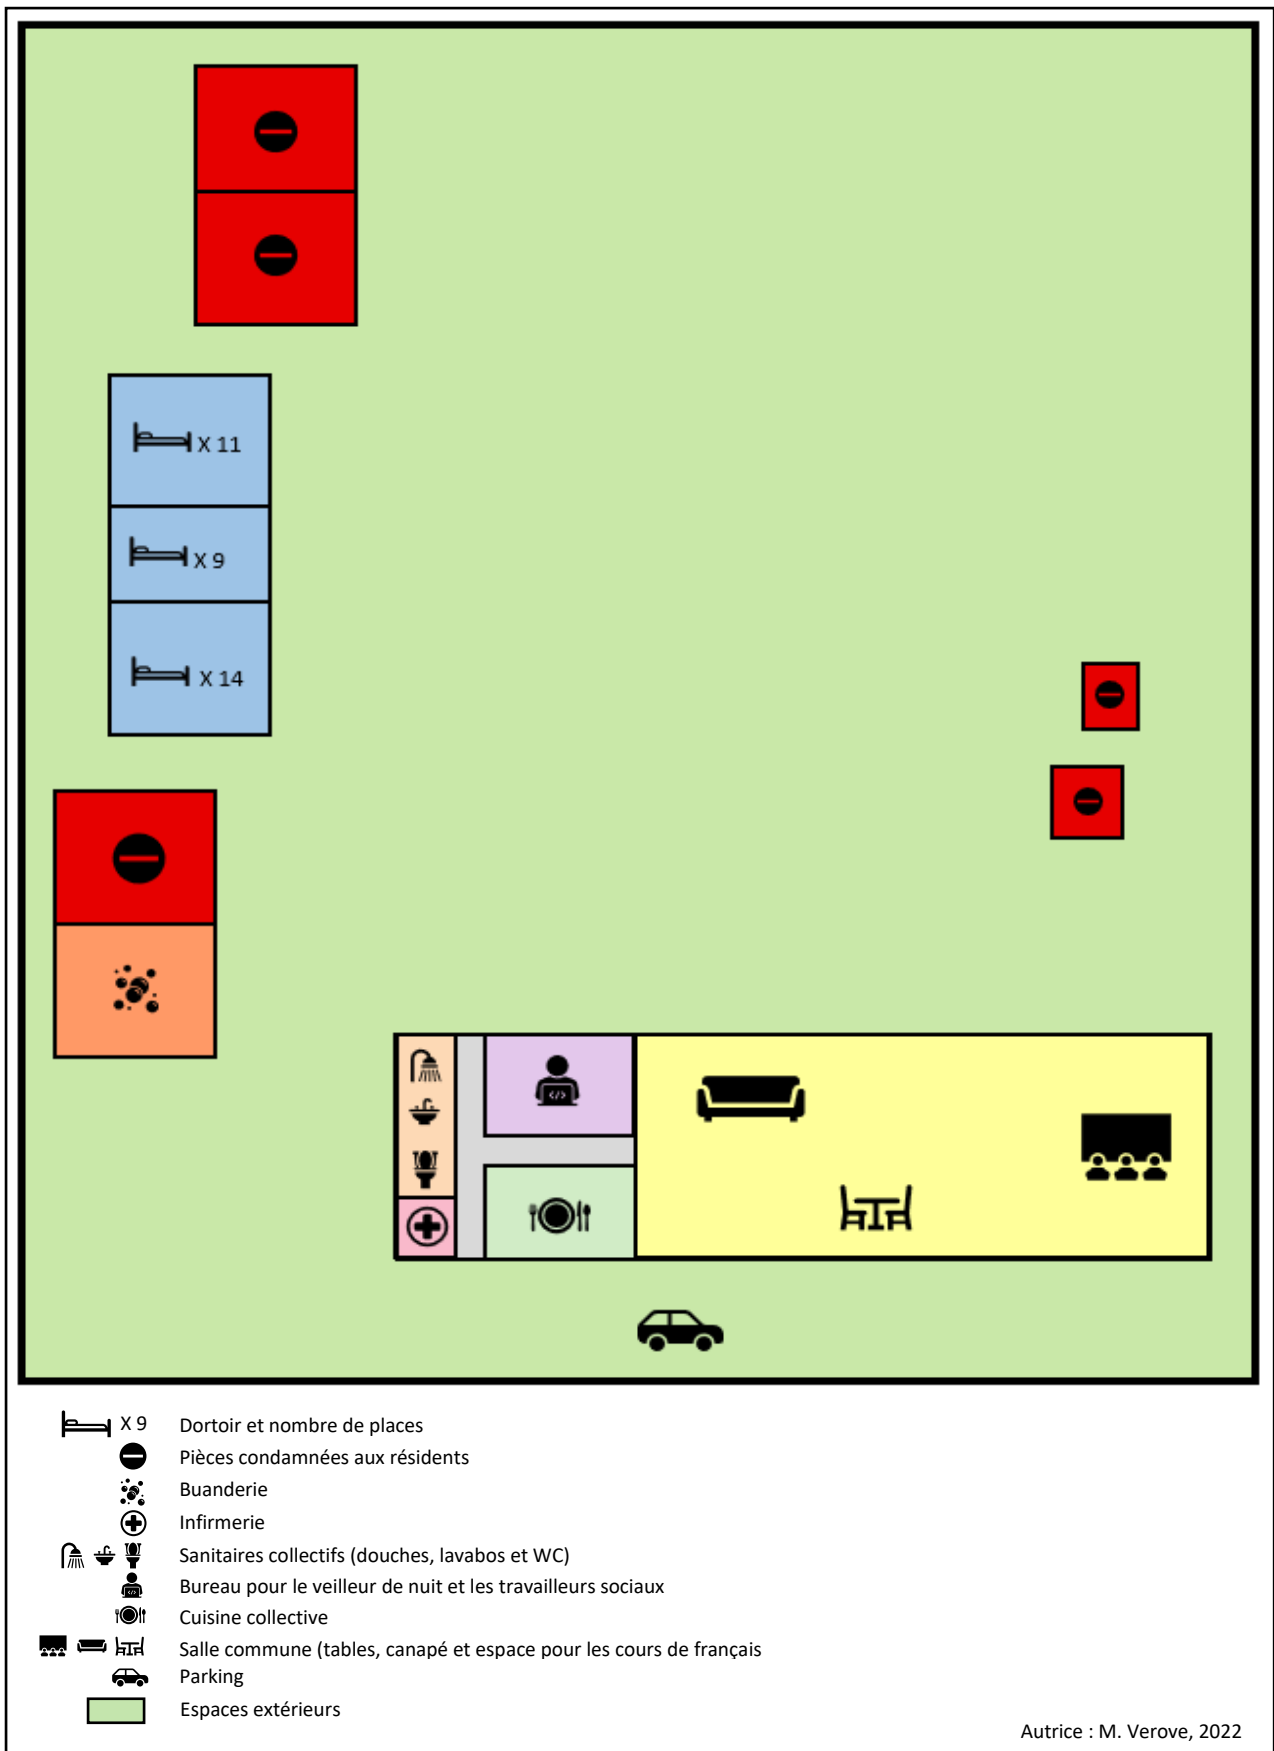 X 11
X 9
X 14
X 9 Dortoir et nombre de places
Pièces condamnées aux résidents
Buanderie
Infirmerie
Sanitaires collectifs (douches, lavabos et WC)
Bureau pour le veilleur de nuit et les travailleurs sociaux
Cuisine collective
Salle commune (tables, canapé et espace pour les cours de français
Parking
Espaces extérieurs
Autrice : M. Verove, 2022